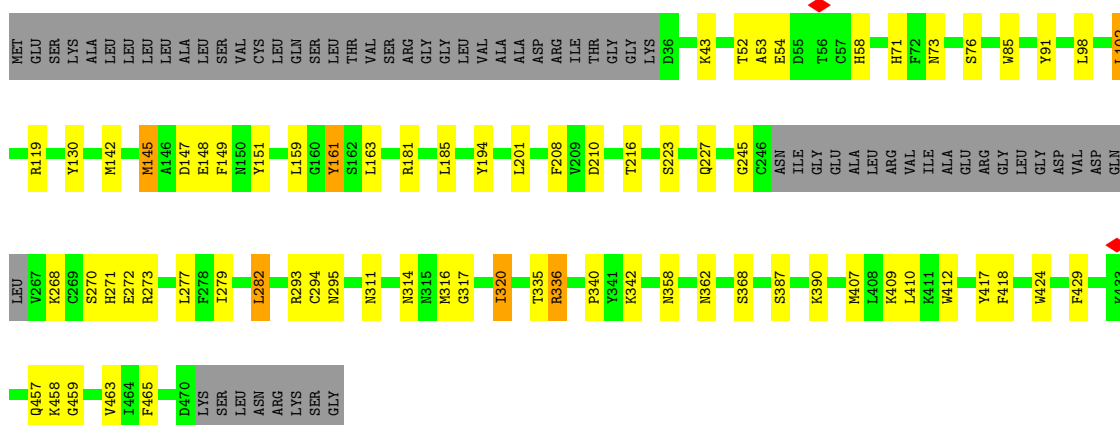 MET GLU SER LYS ALA LEU LEU LEU LEU ALA LEU SER VAL CYS LEU GLN SER LEU THR VAL SER ARG GLY GLY LEU VAL ALA ALA ASP ARG ILE THR GLY GLY LYS D36 K43 T52 A53 E54 D55 T56 C57 H58 H71 F72 N73 S76 W85 Y91 L98
R119 Y130 M142 M145 A146 D147 E148 F149 N150 Y151 L159 G160 Y161 S162 L163 R181 L185 Y194 L201 F208 V209 D210 T216 S223 Q227 G245 C246 ASN ILE GLY GLU ALA LEU ARG VAL ILE ALA GLU ARG GLY LEU GLY ASP VAL ASP GLN
LEU V267 K268 C269 S270 H271 E272 R273 L277 F278 I279 L282 R293 C294 N295 N311 N314 N315 M316 G317 I320 T335 R336 P340 Y341 K342 N358 N362 S368 S387 K390 M407 L408 K409 L410 K411 W412 Y417 F418 W424 F429 K433
Q457 K458 G459 V463 I464 F465 D470 LYS SER LEU ASN ARG LYS SER GLY